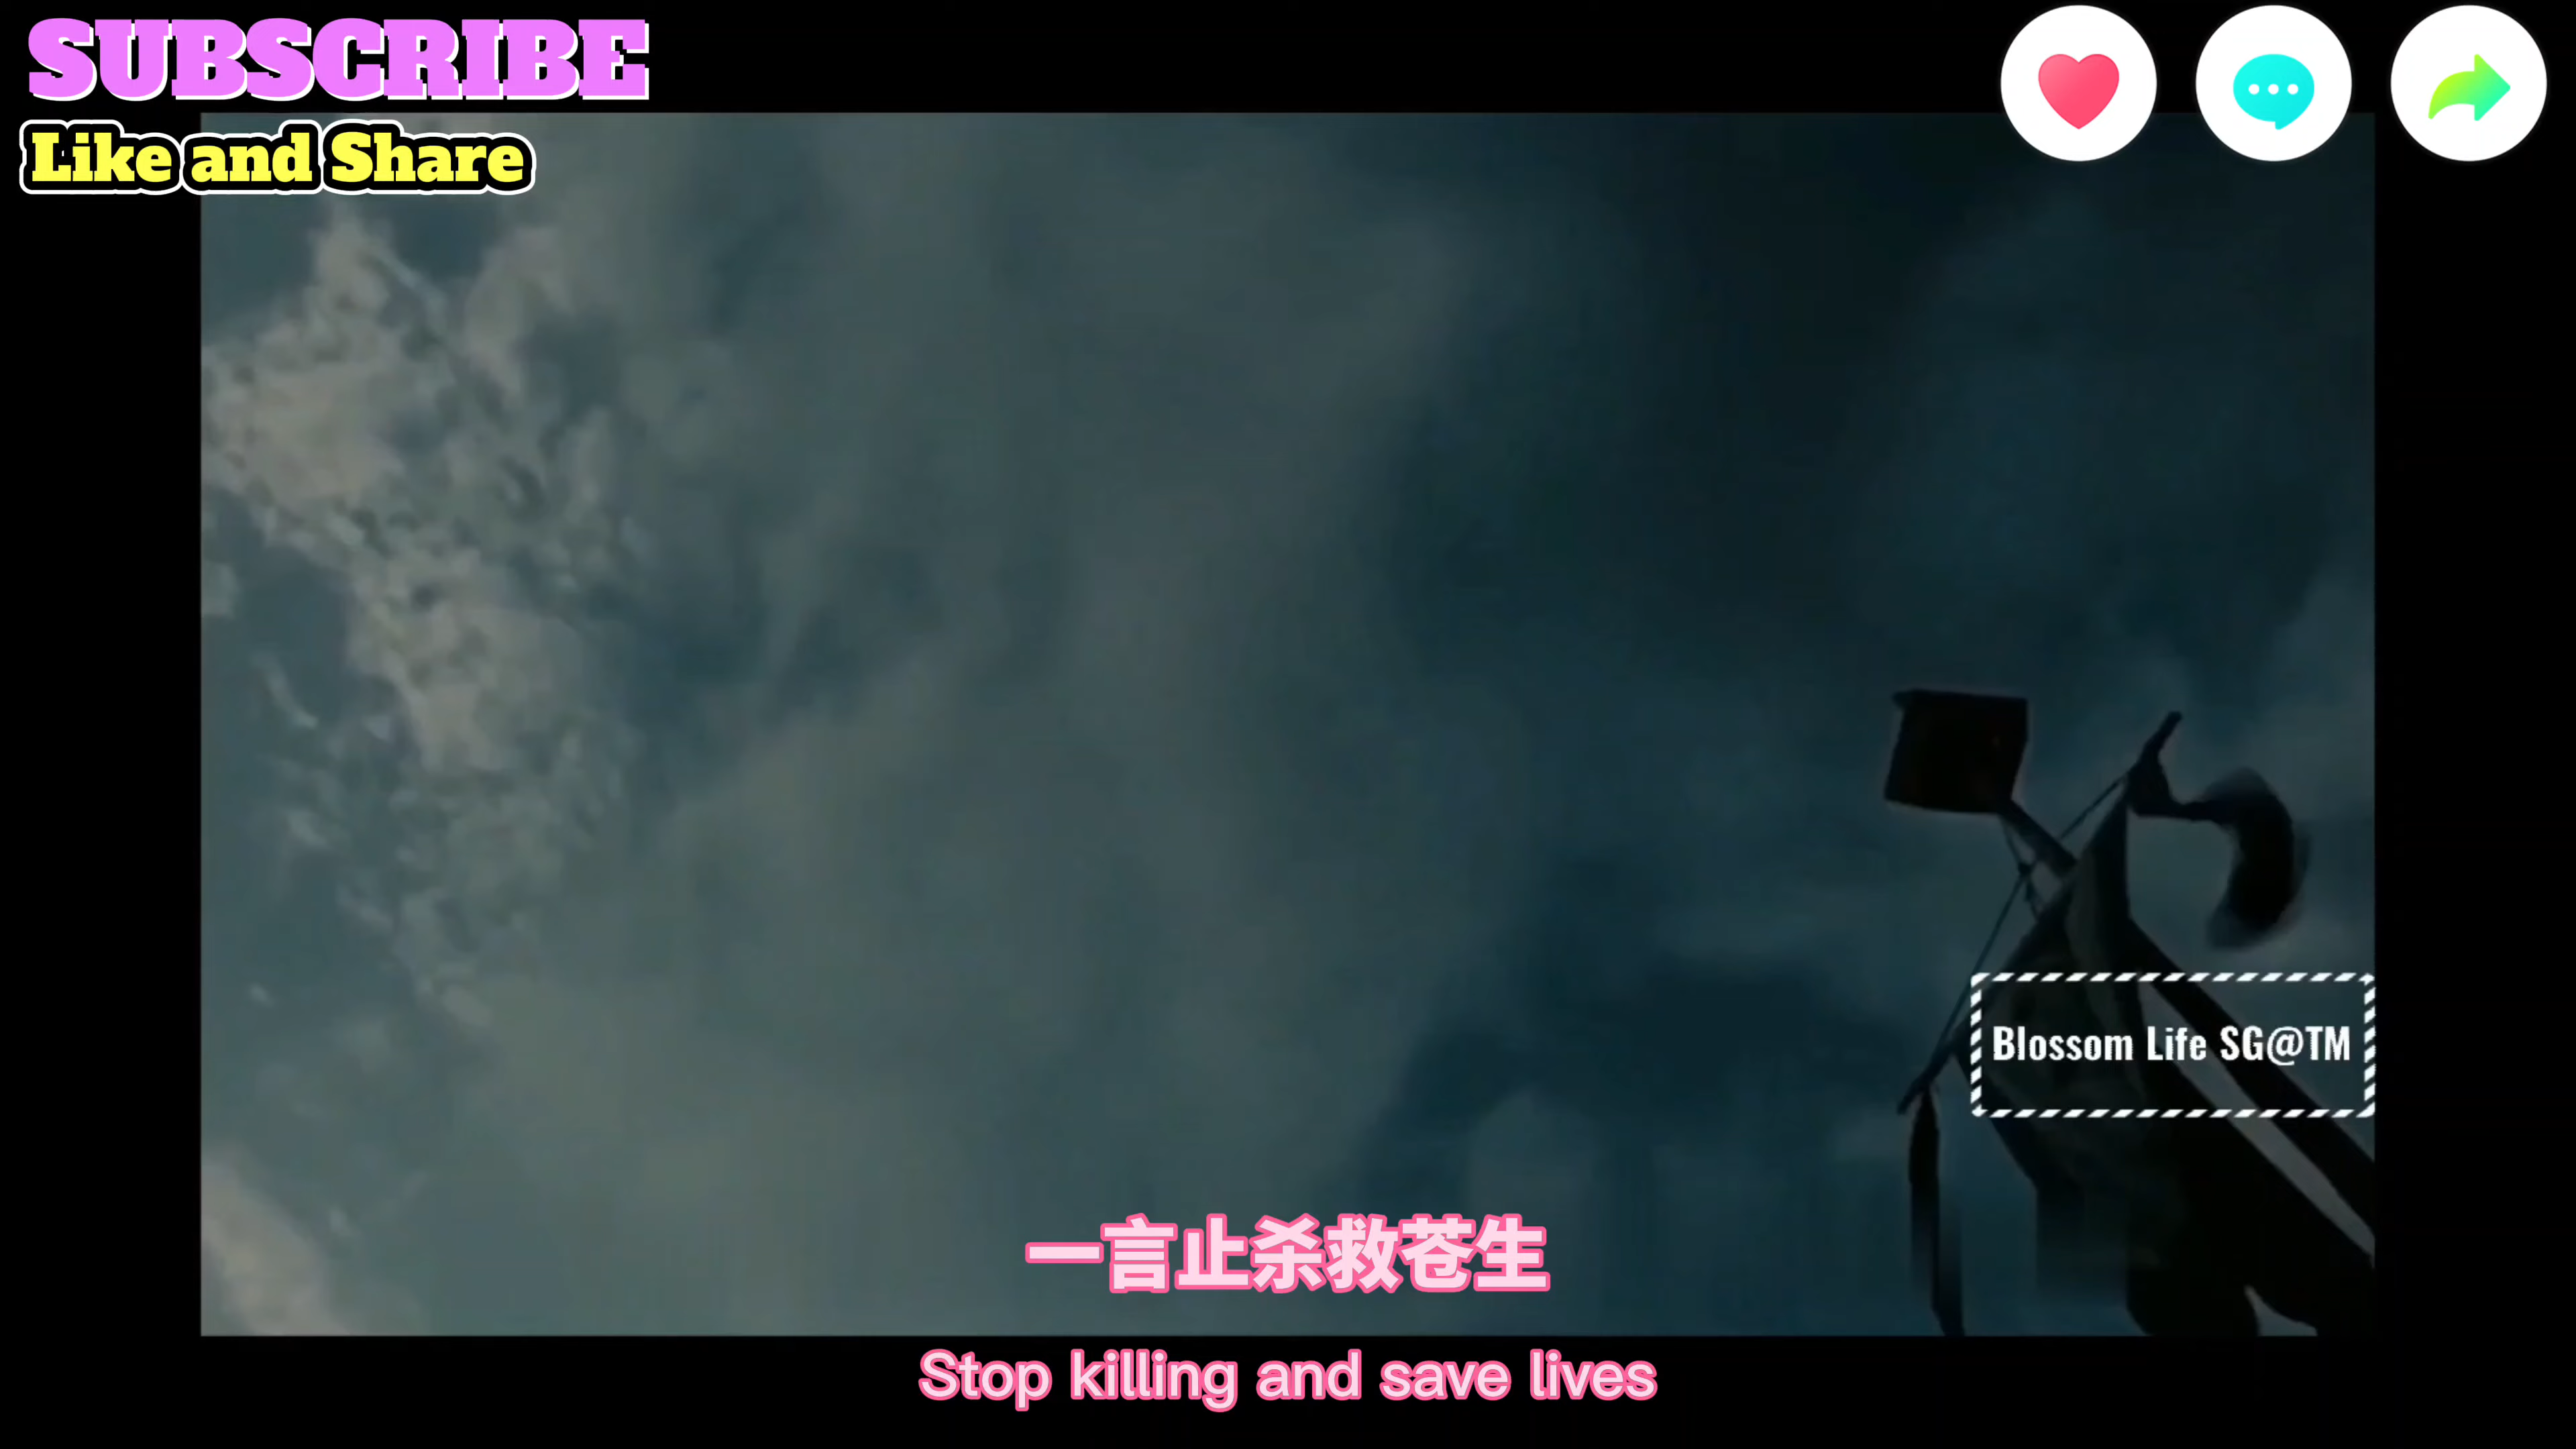 SUBSCRIBE
Like and Share
Blossom Life SG@TM
一言止杀救苍生
Stop killing and save lives